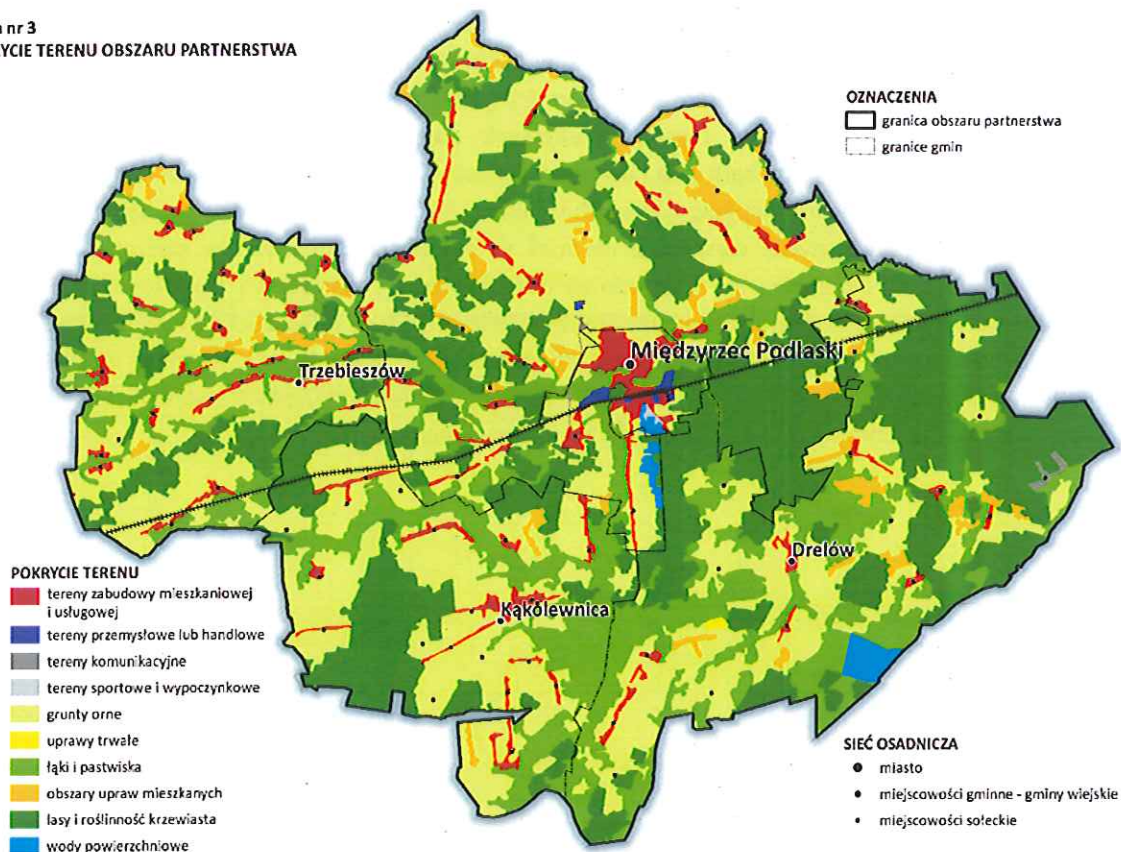 nr 3
YCIE TERENU OBSZARU PARTNERSTWA
OZNACZENIA
granica obszaru partnerstwa
granice gmin
Międzyrzec Podlaski
Trzebieszów
Drelów
Kąkolewnica
POKRYCIE TERENU
tereny zabudowy mieszkaniowej
i usługowej
tereny przemysłowe lub handlowe
tereny komunikacyjne
tereny sportowe i wypoczynkowe
grunty orne
uprawy trwałe
łąki i pastwiska
obszary upraw mieszkanych
lasy i roślinność krzewiasta
wody powierzchniowe
SIEĆ OSADNICZA
miasto
miejscowości gminne - gminy wiejskie
miejscowości sołeckie